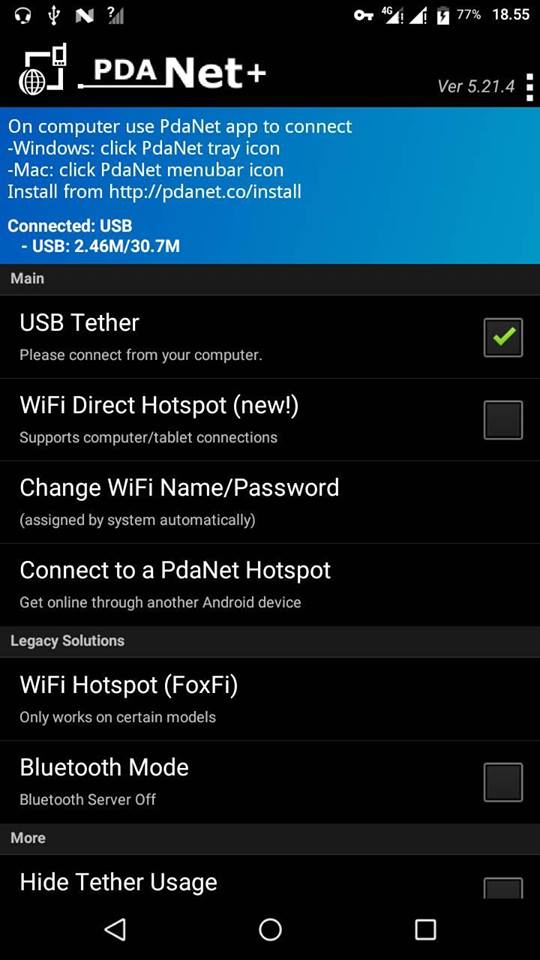 4G
77%
18.55
PDA Net+
Ver 5.21.4
On computer use PdaNet app to connect
-Windows: click PdaNet tray icon
-Mac: click PdaNet menubar icon
Install from http://pdanet.co/install
Connected: USB
- USB: 2.46M/30.7M
Main
USB Tether
Please connect from your computer.
WiFi Direct Hotspot (new!)
Supports computer/tablet connections
Change WiFi Name/Password
(assigned by system automatically)
Connect to a PdaNet Hotspot
Get online through another Android device
Legacy Solutions
WiFi Hotspot (FoxFi)
Only works on certain models
Bluetooth Mode
Bluetooth Server Off
More
Hide Tether Usage